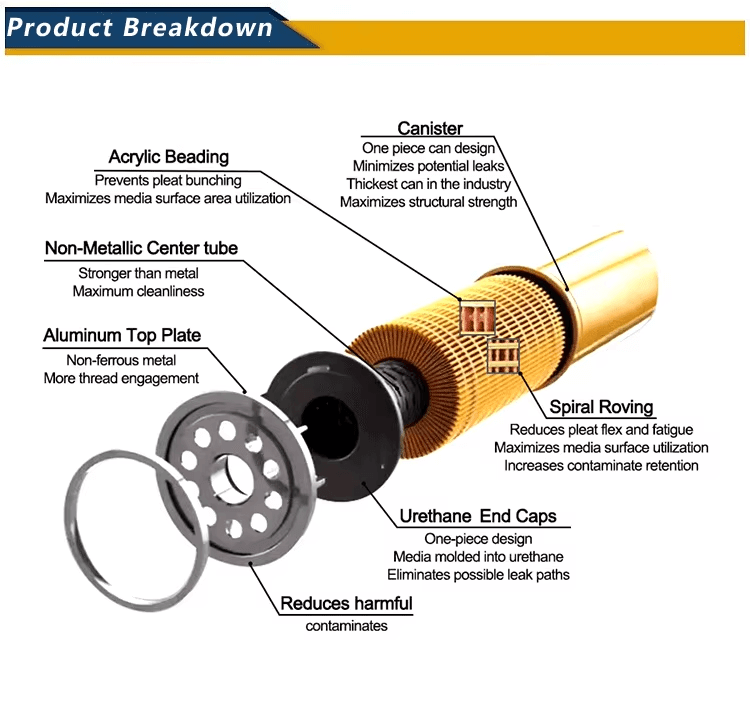 Product Breakdown
Canister
One piece can design
Minimizes potential leaks
Thickest can in the industry
Maximizes structural strength
Acrylic Beading
Prevents pleat bunching
Maximizes media surface area utilization
Non-Metallic Center tube
Stronger than metal
Maximum cleanliness
Aluminum Top Plate
Non-ferrous metal
More thread engagement
Spiral Roving
Reduces pleat flex and fatigue
Maximizes media surface utilization
Increases contaminate retention
Urethane End Caps
One-piece design
Media molded into urethane
Eliminates possible leak paths
Reduces harmful
contaminates